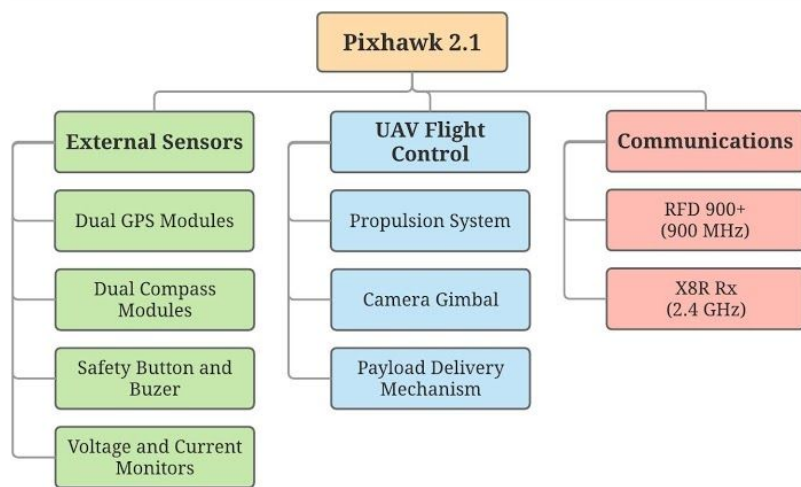 Pixhawk 2.1
External Sensors
Dual GPS Modules
Dual Compass
Modules
Safety Button and
Buzer
Voltage and Current
Monitors
UAV Flight
Control
Propulsion System
Camera Gimbal
Payload Delivery
Mechanism
Communications
RFD 900+
(900 MHz)
X8R Rx
(2.4 GHz)